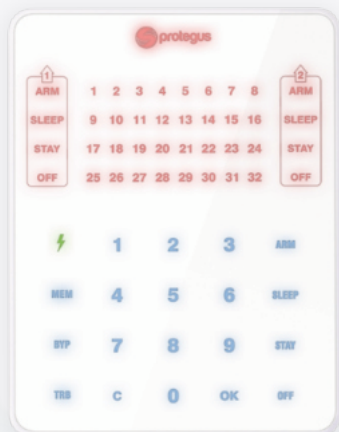 protegus
1 2
ARM 1 2 3 4 5 6 7 8 ARM
SLEEP 9 10 11 12 13 14 15 16 SLEEP
STAY 17 18 19 20 21 22 23 24 STAY
OFF 25 26 27 28 29 30 31 32 OFF
1 2 3 ARM
MEM 4 5 6 SLEEP
BYP 7 8 9 STAY
TRB C 0 OK OFF